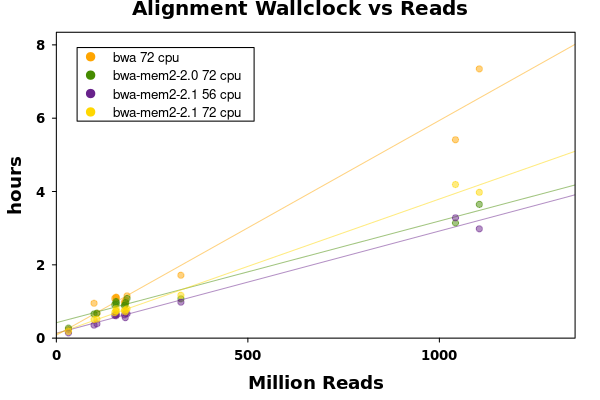 Alignment Wallclock vs Reads
bwa 72 cpu
bwa-mem2-2.0 72 cpu
bwa-mem2-2.1 56 cpu
bwa-mem2-2.1 72 cpu
hours
8
6
4
2
0
0 500 1000
Million Reads